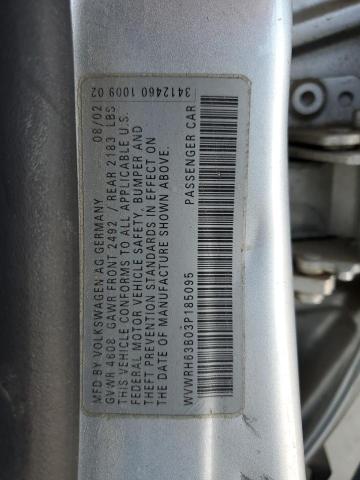 3412460 1009 02
MFD BY VOLKSWAGEN AG GERMANY 08/02
GVWR 4608 GAWR FRONT 2492 / REAR 2183 LBS
THIS VEHICLE CONFORMS TO ALL APPLICABLE U.S.
FEDERAL MOTOR VEHICLE SAFETY, BUMPER AND
THEFT PREVENTION STANDARDS IN EFFECT ON
THE DATE OF MANUFACTURE SHOWN ABOVE.
WVWRH63B03P185095 PASSENGER CAR